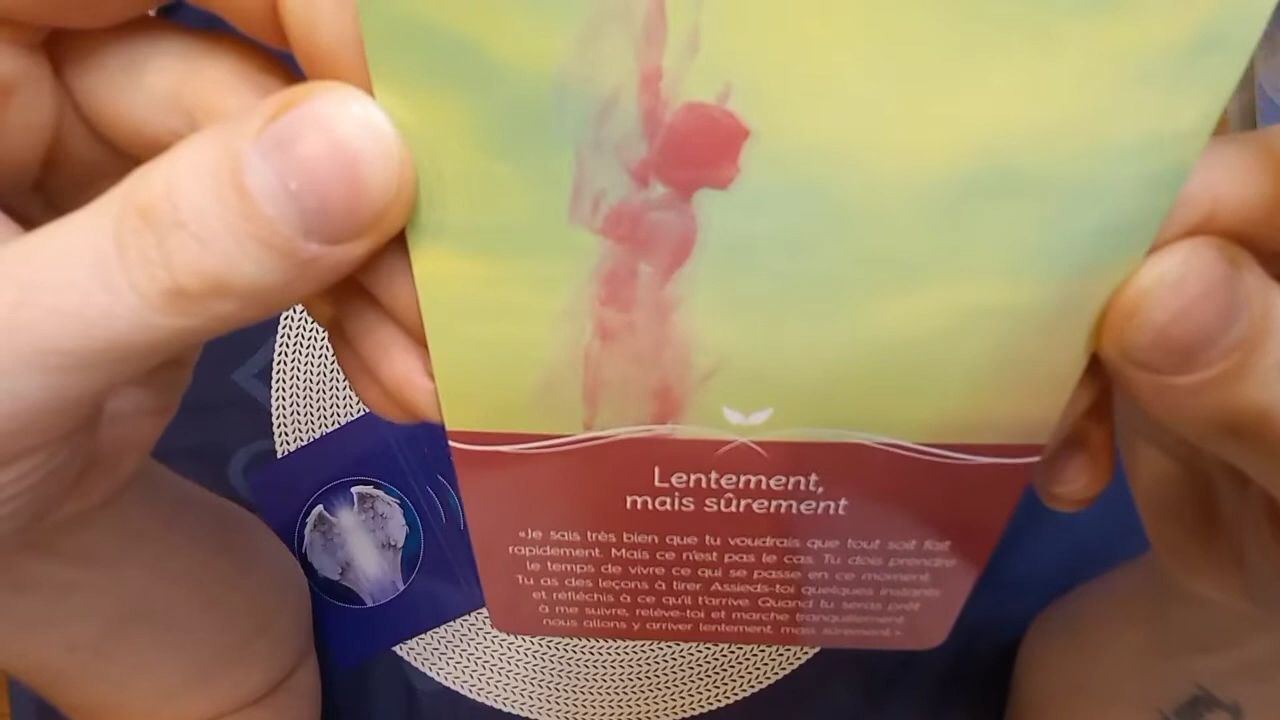 Lentement,
mais sûrement
«Je sais très bien que tu voudrais que tout soit fait
rapidement. Mais ce n'est pas le cas. Tu dois prendre
le temps de vivre ce qui se passe en ce moment.
Tu as des leçons à tirer. Assieds-toi quelques instants
et réfléchis à ce qu'il t'arrive. Quand tu seras prêt
à me suivre, relève-toi et marche tranquillement,
nous allons y arriver lentement, mais sûrement.»